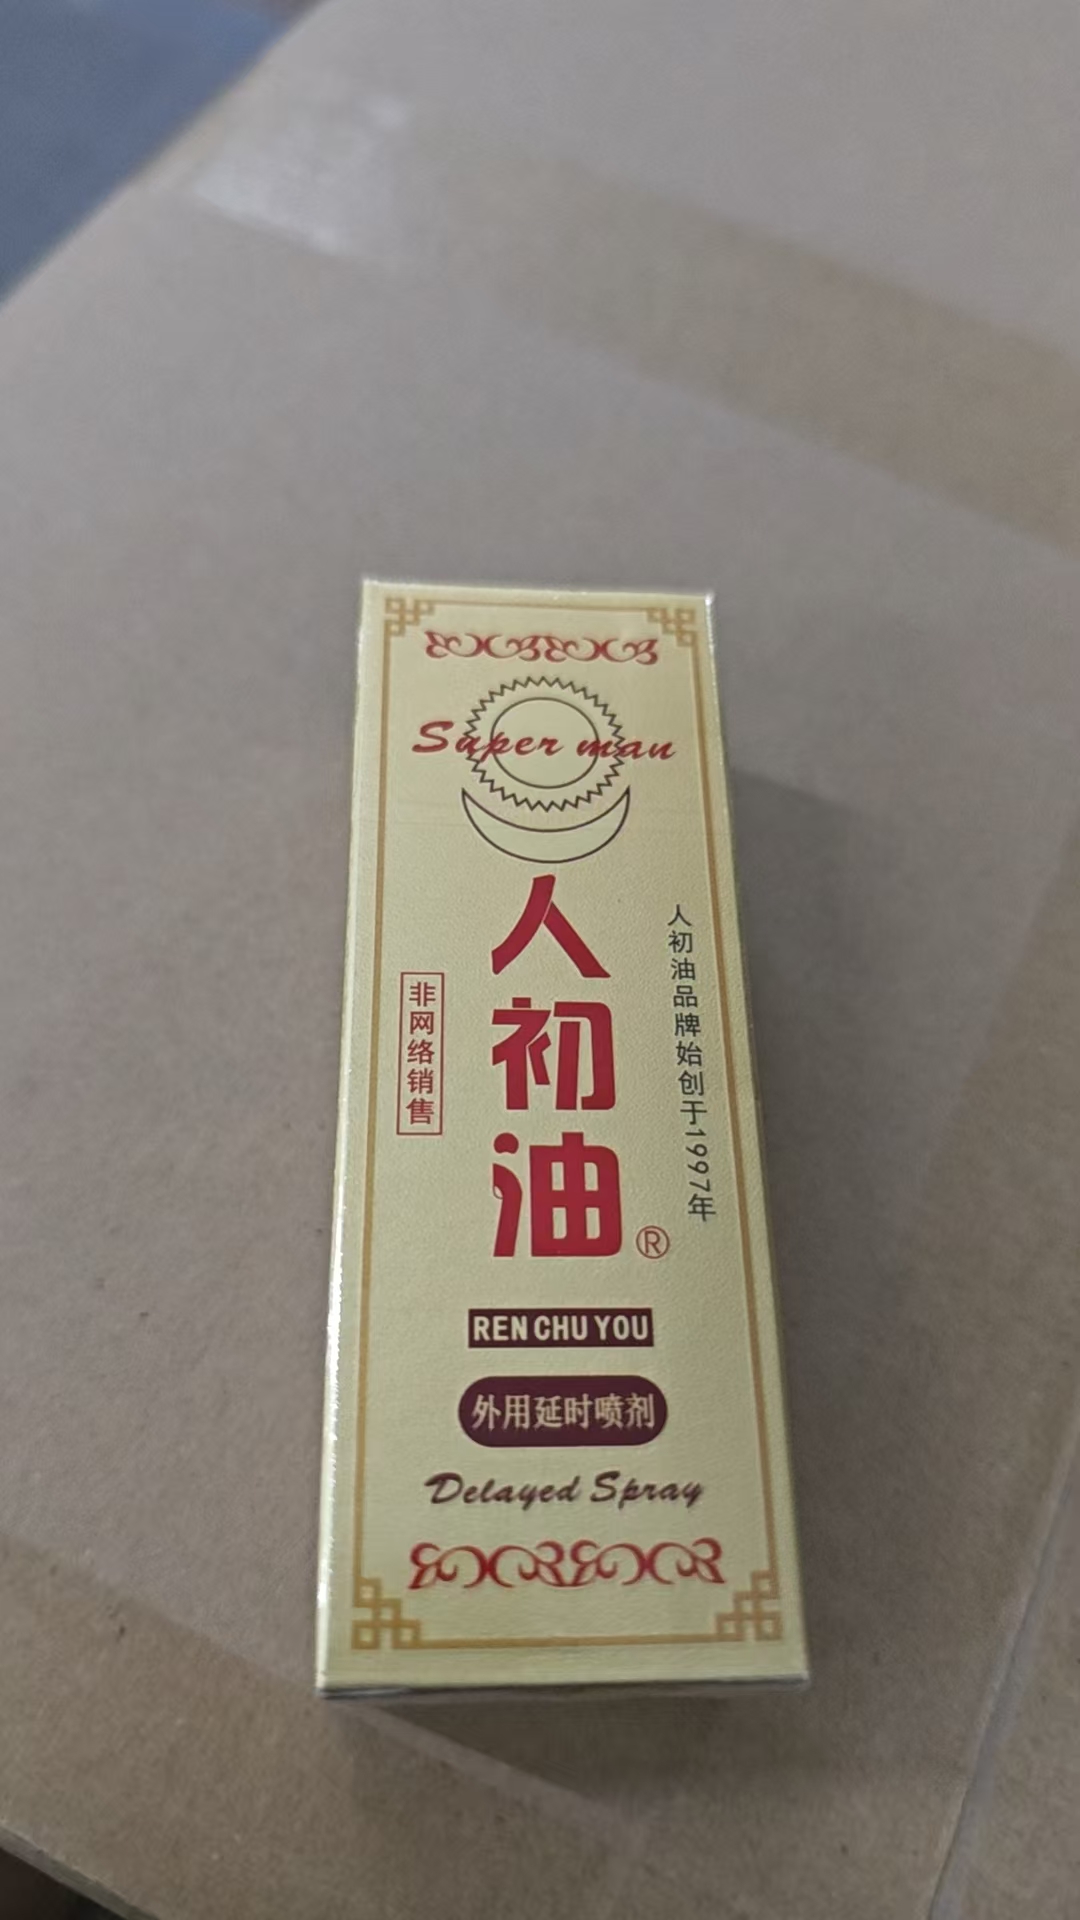 Super man
人初油®
人初油品牌始创于1997年
非网络销售
REN CHU YOU
外用延时喷剂
Delayed Spray